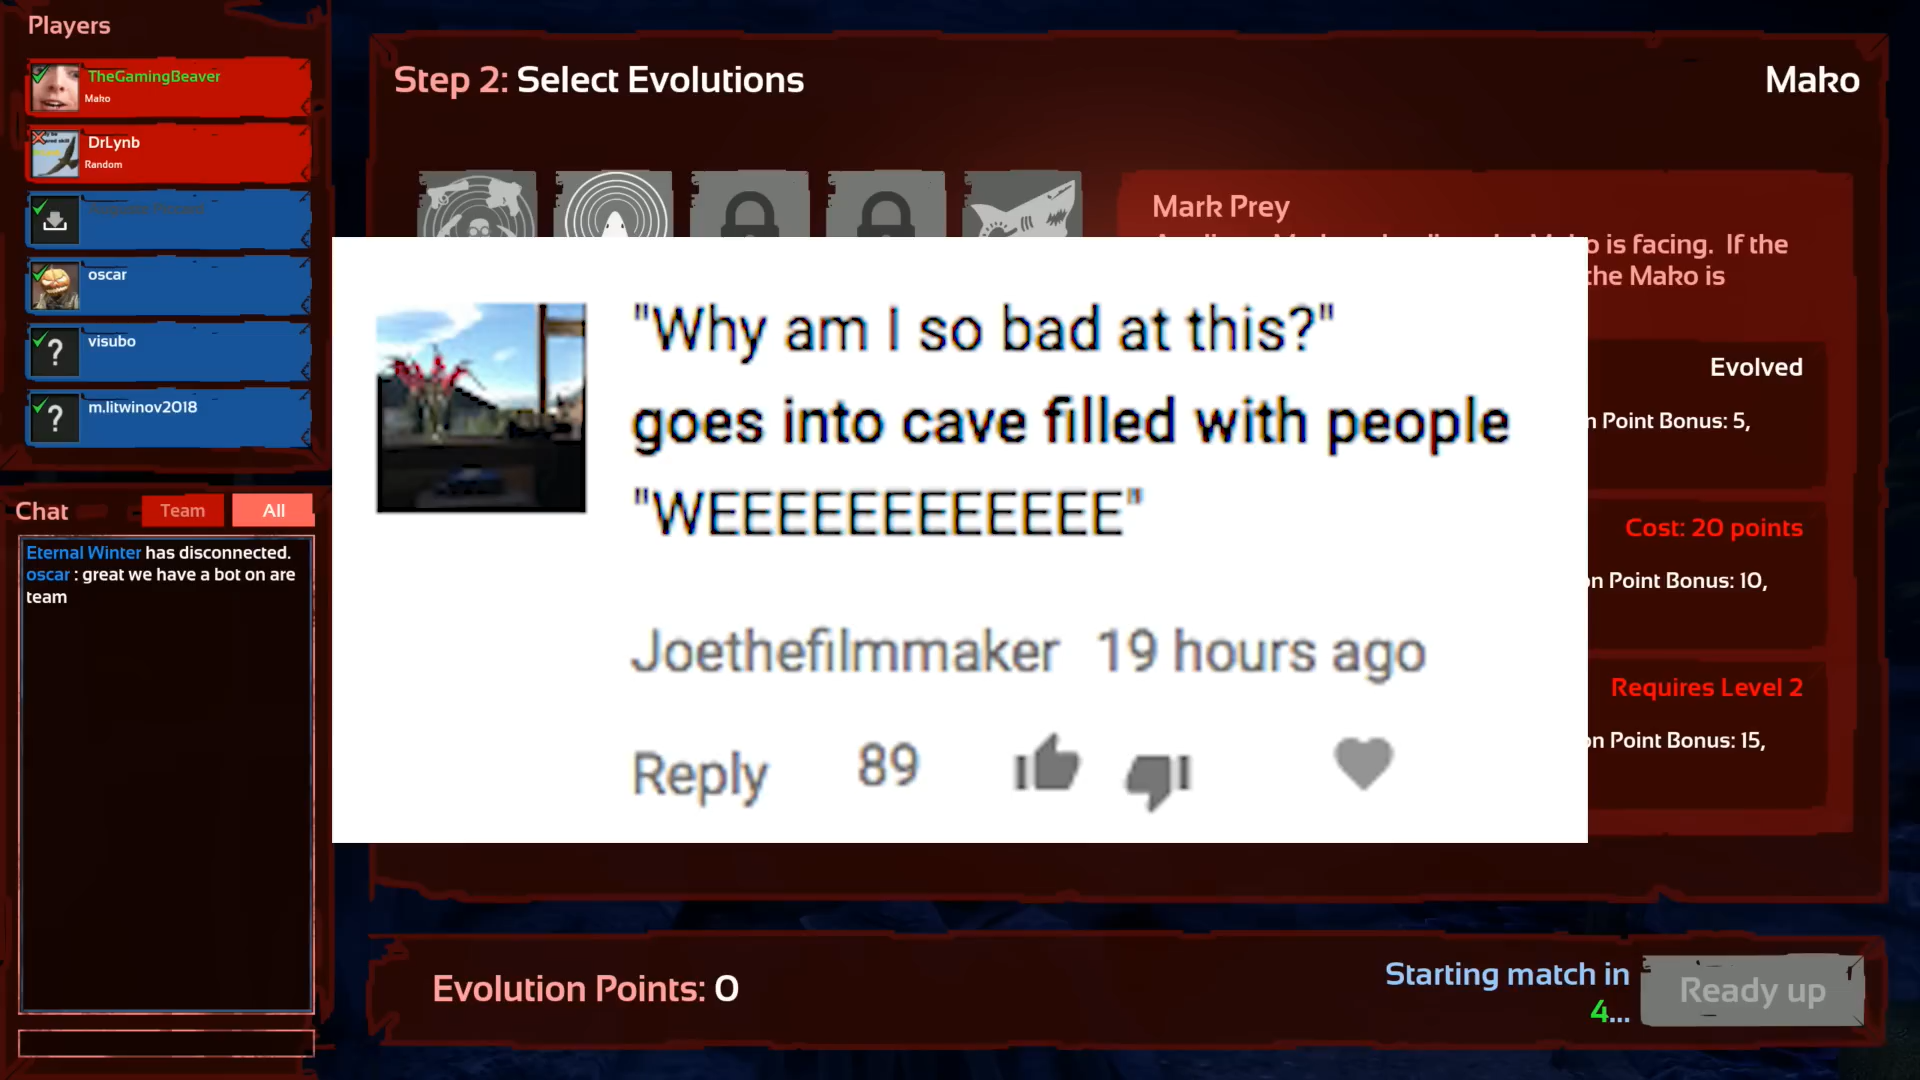 Players
TheGamingBeaver
Mako
DrLynb
Random
oscar
visubo
m.litwinov2018
Chat
Team
All
Eternal Winter has disconnected.
oscar : great we have a bot on are
team
Step 2: Select Evolutions
Mako
Mark Prey
is facing. If the
the Mako is
Evolved
Point Bonus: 5,
Cost: 20 points
Point Bonus: 10,
Requires Level 2
Point Bonus: 15,
"Why am I so bad at this?"
goes into cave filled with people
"WEEEEEEEEEEEE"
Joethefilmmaker 19 hours ago
Reply 89
Evolution Points: 0
Starting match in
4...
Ready up